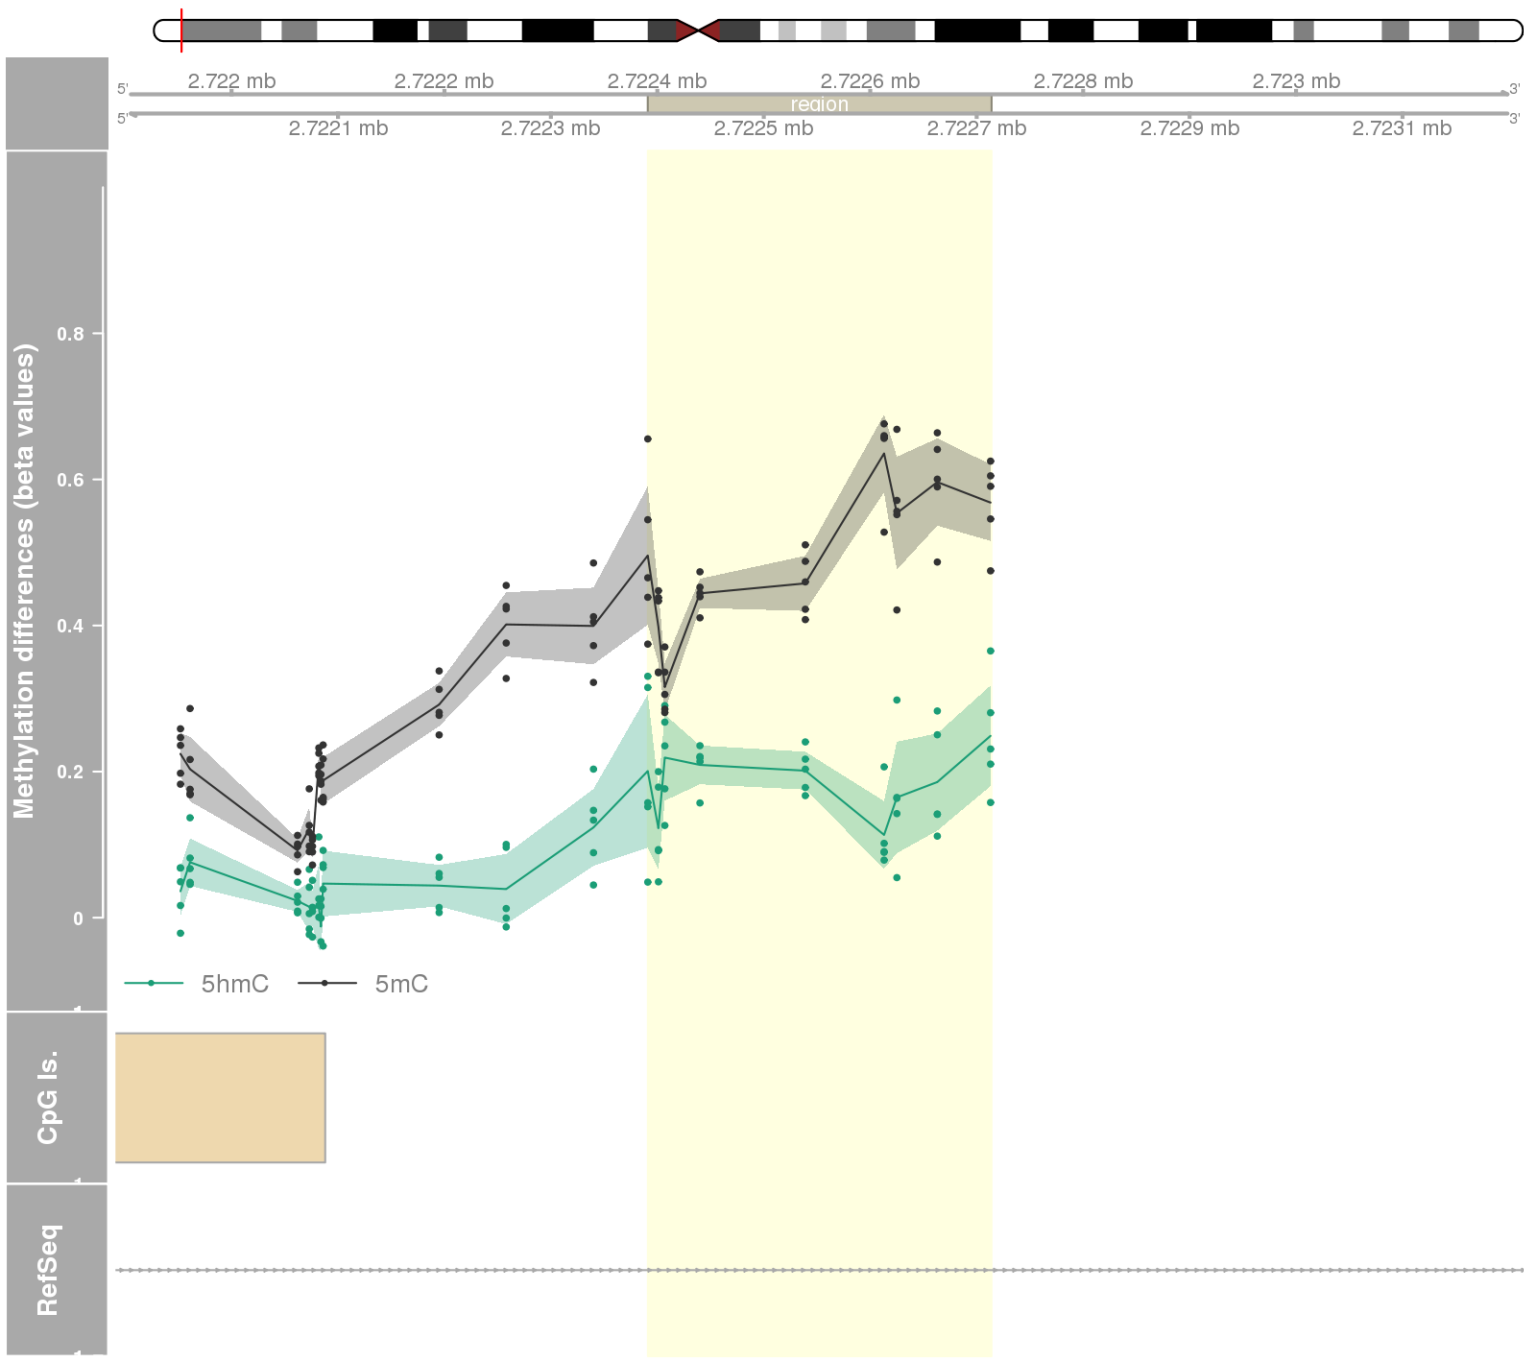 2.722 mb 2.7222 mb 2.7224 mb 2.7226 mb 2.7228 mb 2.723 mb
5' 3'
region
5' 3'
2.7221 mb 2.7223 mb 2.7225 mb 2.7227 mb 2.7229 mb 2.7231 mb
Methylation differences (beta values)
0.8
0.6
0.4
0.2
0
5hmC 5mC
CpG Is.
RefSeq